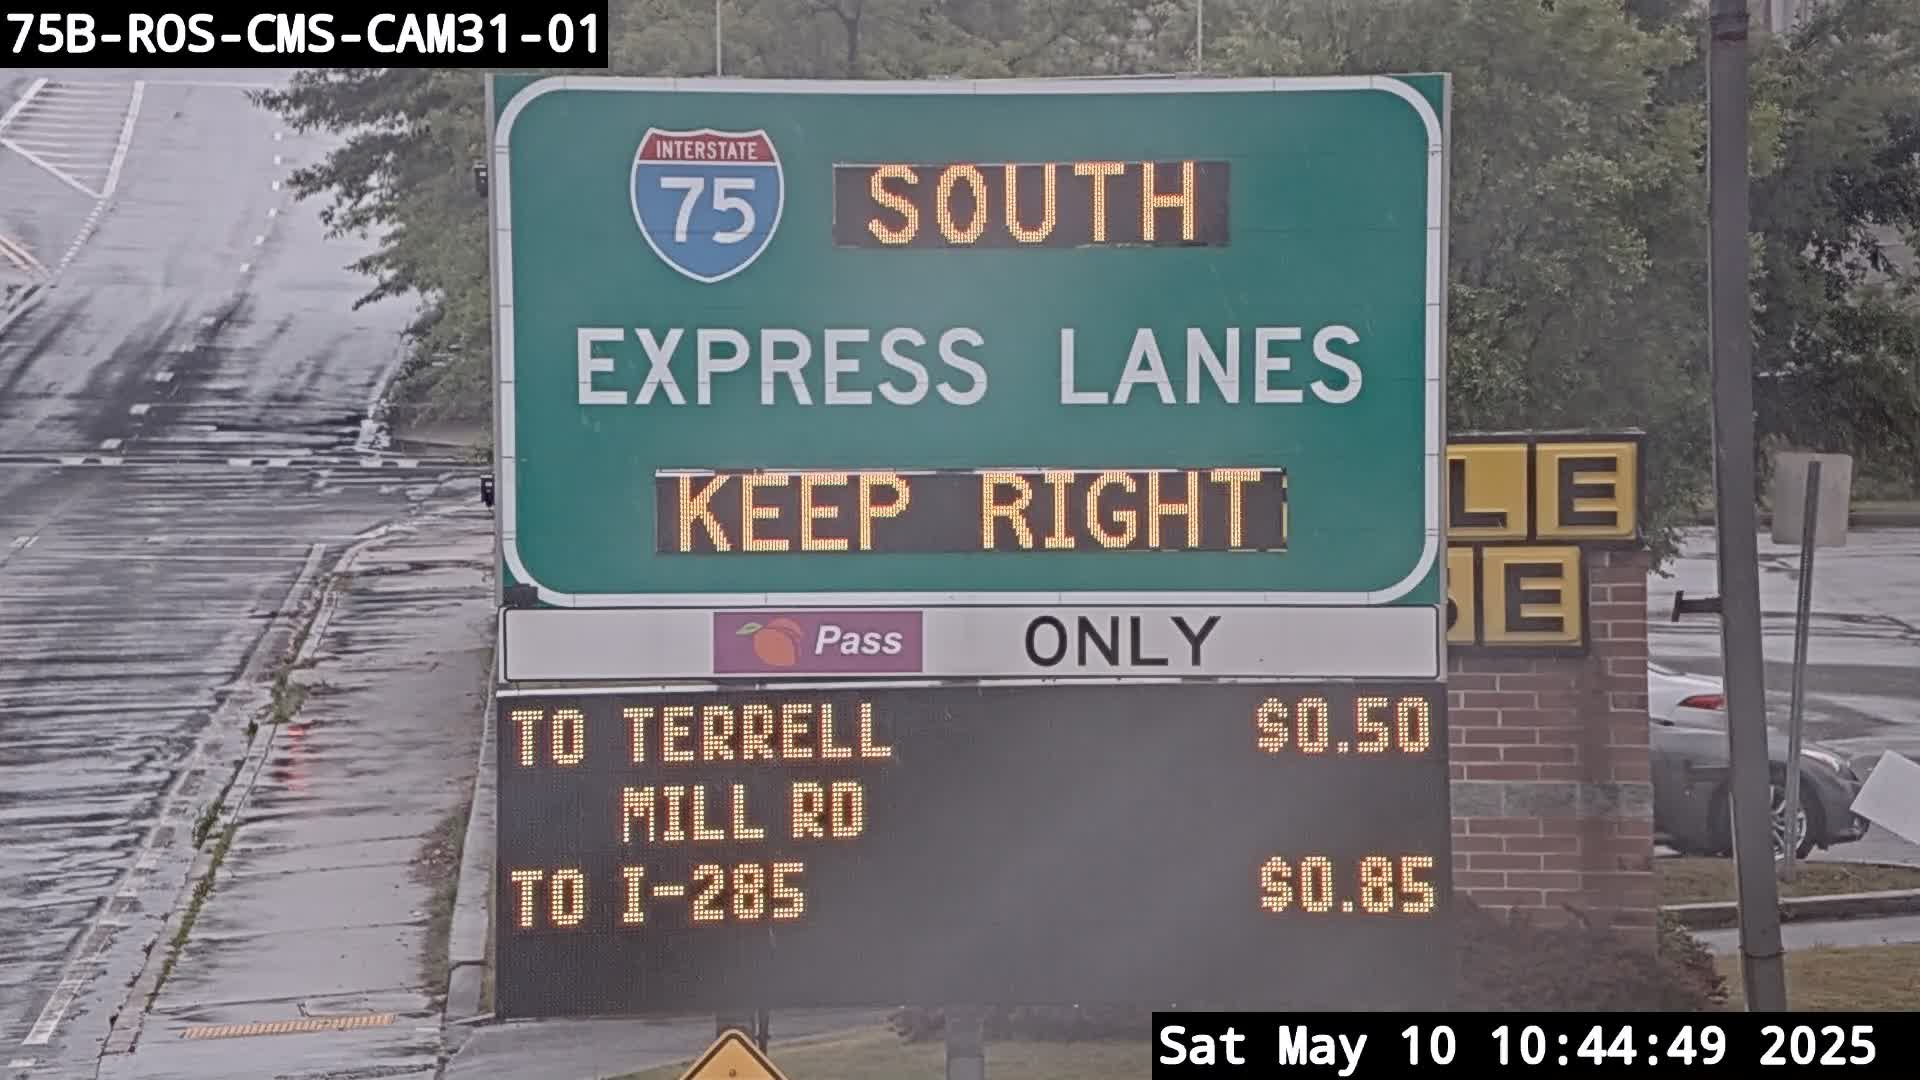 75B-ROS-CMS-CAM31-01
INTERSTATE
75
SOUTH
EXPRESS LANES
KEEP RIGHT
Pass ONLY
TO TERRELL $0.50
MILL RD
TO I-285 $0.85
LE
E
Sat May 10 10:44:49 2025